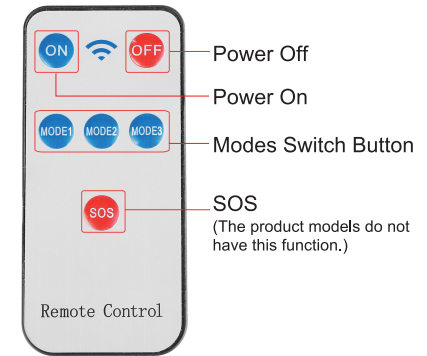 ON
OFF
Power Off
Power On
MODE1 MODE2 MODE3
Modes Switch Button
SOS
SOS
(The product models do not
have this function.)
Remote Control